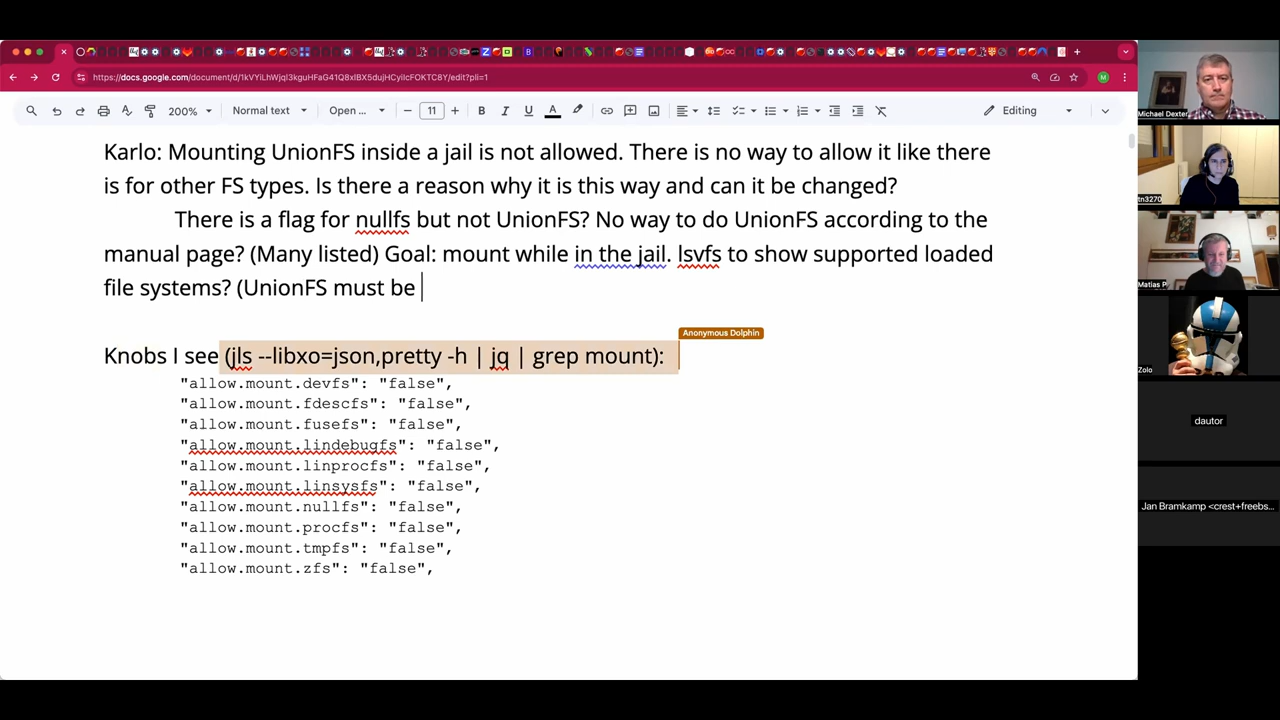 https://docs.google.com/document/d/1kVYiLhWjql3kguHFaG41Q8xlBX5dujHCyilcFOKTC8Y/edit?pli=1
M
200%
Normal text
Open ...
11
B
I
U
A
Editing
Karlo: Mounting UnionFS inside a jail is not allowed. There is no way to allow it like there
is for other FS types. Is there a reason why it is this way and can it be changed?
There is a flag for nullfs but not UnionFS? No way to do UnionFS according to the
manual page? (Many listed) Goal: mount while in the jail. lsvfs to show supported loaded
file systems? (UnionFS must be
Anonymous Dolphin
Knobs I see (jls --libxo=json,pretty -h | jq | grep mount):
"allow.mount.devfs": "false",
"allow.mount.fdescfs": "false",
"allow.mount.fusefs": "false",
"allow.mount.lindebugfs": "false",
"allow.mount.linprocfs": "false",
"allow.mount.linsysfs": "false",
"allow.mount.nullfs": "false",
"allow.mount.procfs": "false",
"allow.mount.tmpfs": "false",
"allow.mount.zfs": "false",
Michael Dexter
tn3270
Matias P
Zolo
dautor
Jan Bramkamp <crest+freebs...